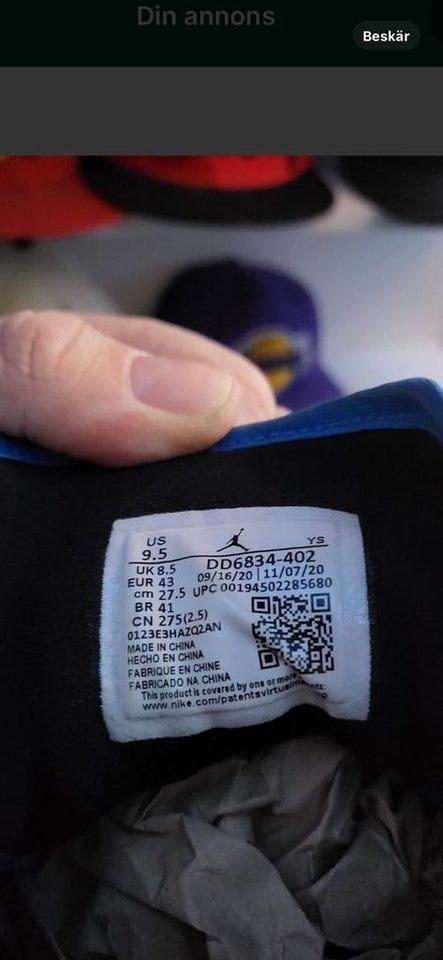 Din annons
Beskär
US
9.5
YS
UK 8.5
DD6834-402
EUR 43
09/16/20 | 11/07/20
cm 27.5
UPC 00194502285680
BR 41
CN 275(2.5)
0123E3HAZQ2AN
MADE IN CHINA
HECHO EN CHINA
FABRIQUE EN CHINE
FABRICADO NA CHINA
This product is covered by one or more
www.nike.com/patents